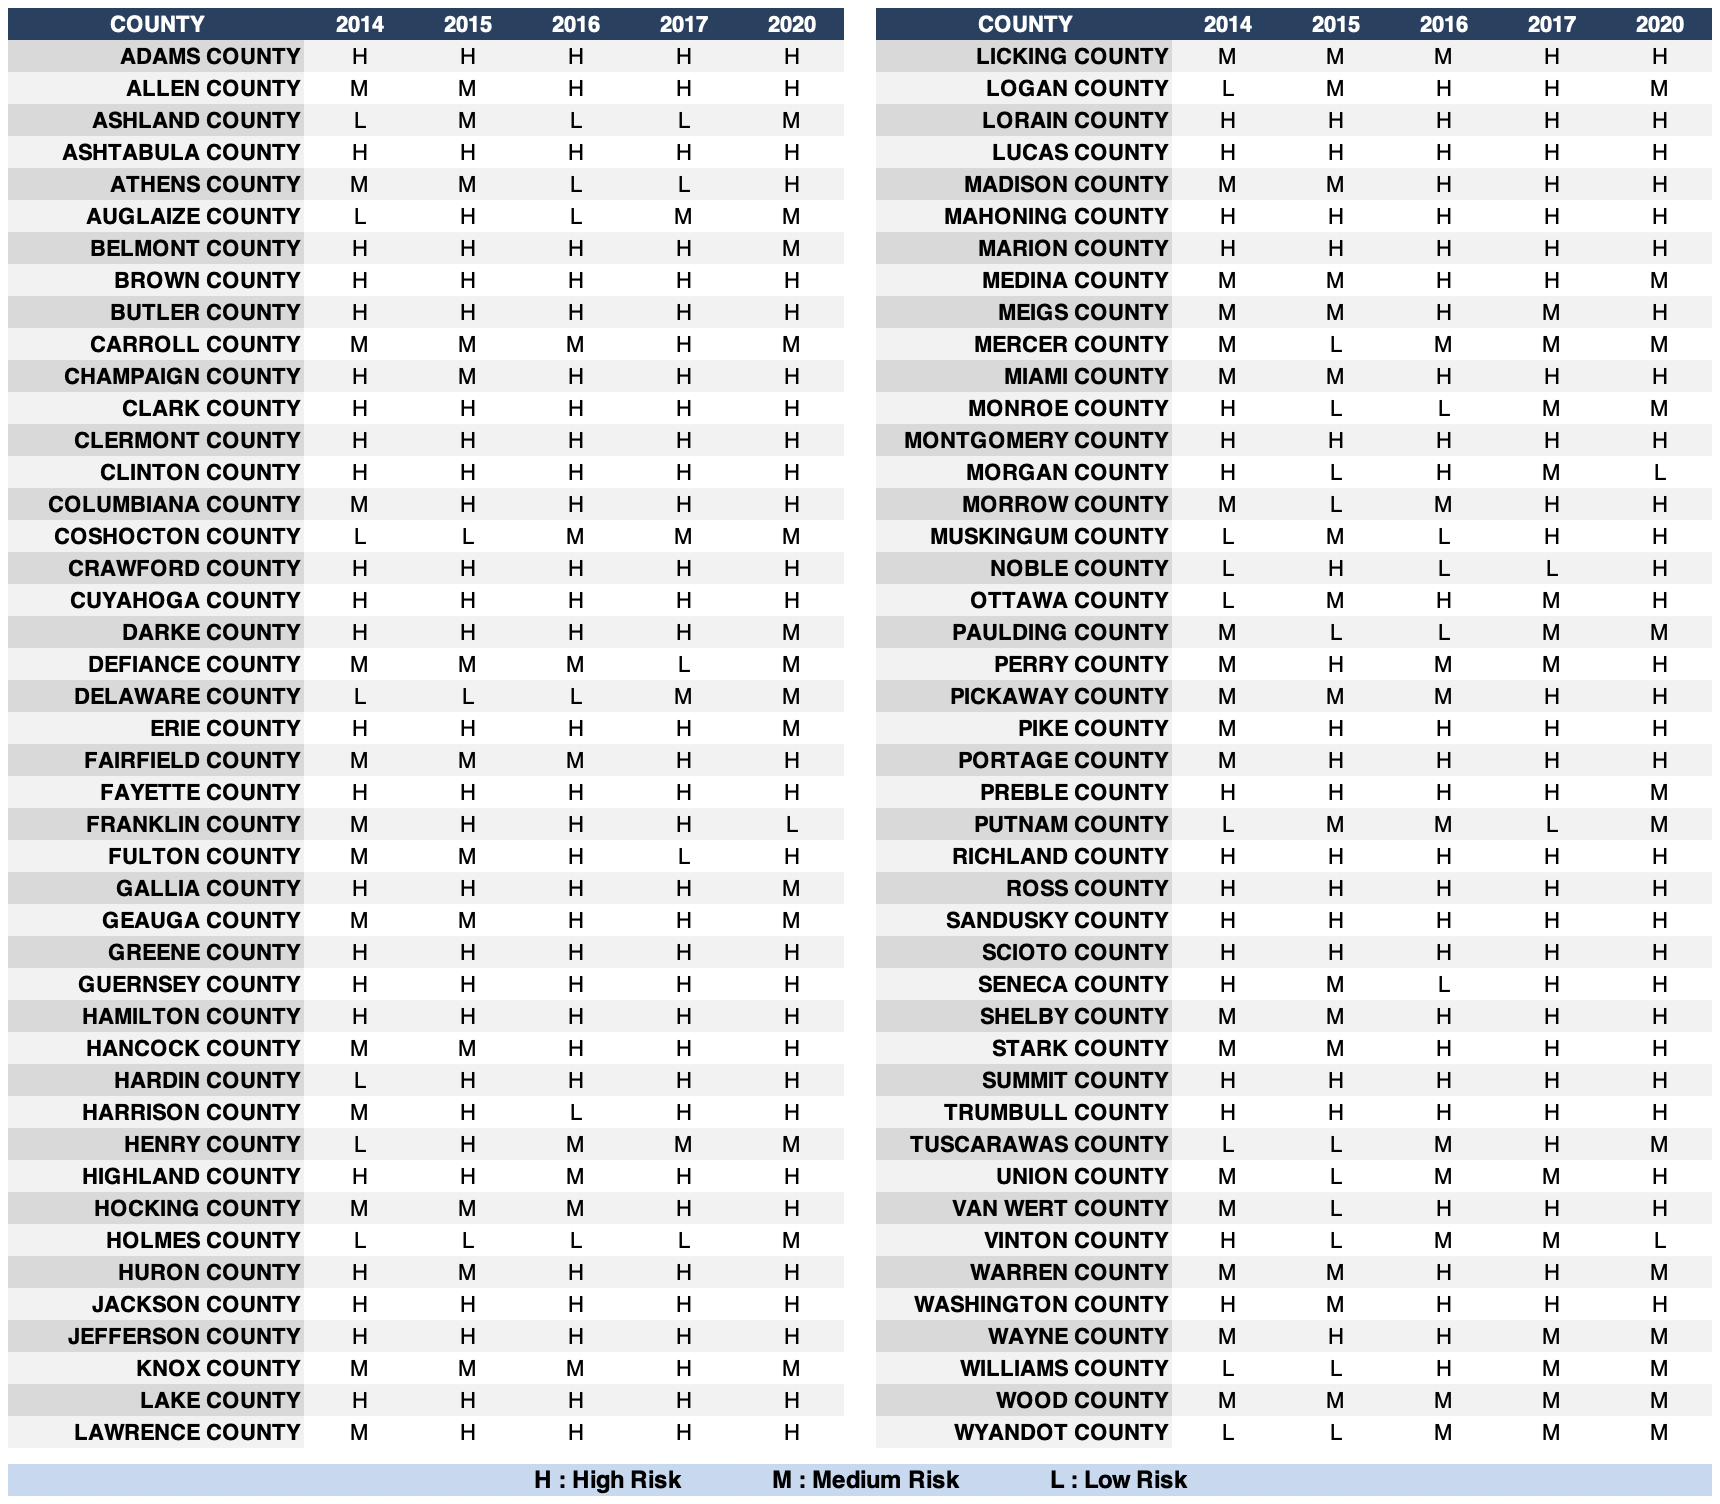 COUNTY 2014 2015 2016 2017 2020
ADAMS COUNTY H H H H H
ALLEN COUNTY M M H H H
ASHLAND COUNTY L M L L M
ASHTABULA COUNTY H H H H H
ATHENS COUNTY M M L L H
AUGLAIZE COUNTY L H L M M
BELMONT COUNTY H H H H M
BROWN COUNTY H H H H H
BUTLER COUNTY H H H H H
CARROLL COUNTY M M M H M
CHAMPAIGN COUNTY H M H H H
CLARK COUNTY H H H H H
CLERMONT COUNTY H H H H H
CLINTON COUNTY H H H H H
COLUMBIANA COUNTY M H H H H
COSHOCTON COUNTY L L M M M
CRAWFORD COUNTY H H H H H
CUYAHOGA COUNTY H H H H H
DARKE COUNTY H H H H M
DEFIANCE COUNTY M M M L M
DELAWARE COUNTY L L L M M
ERIE COUNTY H H H H M
FAIRFIELD COUNTY M M M H H
FAYETTE COUNTY H H H H H
FRANKLIN COUNTY M H H H L
FULTON COUNTY M M H L H
GALLIA COUNTY H H H H M
GEAUGA COUNTY M M H H M
GREENE COUNTY H H H H H
GUERNSEY COUNTY H H H H H
HAMILTON COUNTY H H H H H
HANCOCK COUNTY M M H H H
HARDIN COUNTY L H H H H
HARRISON COUNTY M H L H H
HENRY COUNTY L H M M M
HIGHLAND COUNTY H H M H H
HOCKING COUNTY M M M H H
HOLMES COUNTY L L L L M
HURON COUNTY H M H H H
JACKSON COUNTY H H H H H
JEFFERSON COUNTY H H H H H
KNOX COUNTY M M M H M
LAKE COUNTY H H H H H
LAWRENCE COUNTY M H H H H
COUNTY 2014 2015 2016 2017 2020
LICKING COUNTY M M M H H
LOGAN COUNTY L M H H M
LORAIN COUNTY H H H H H
LUCAS COUNTY H H H H H
MADISON COUNTY M M H H H
MAHONING COUNTY H H H H H
MARION COUNTY H H H H H
MEDINA COUNTY M M H H M
MEIGS COUNTY M M H M H
MERCER COUNTY M L M M M
MIAMI COUNTY M M H H H
MONROE COUNTY H L L M M
MONTGOMERY COUNTY H H H H H
MORGAN COUNTY H L H M L
MORROW COUNTY M L M H H
MUSKINGUM COUNTY L M L H H
NOBLE COUNTY L H L L H
OTTAWA COUNTY L M H M H
PAULDING COUNTY M L L M M
PERRY COUNTY M H M M H
PICKAWAY COUNTY M M M H H
PIKE COUNTY M H H H H
PORTAGE COUNTY M H H H H
PREBLE COUNTY H H H H M
PUTNAM COUNTY L M M L M
RICHLAND COUNTY H H H H H
ROSS COUNTY H H H H H
SANDUSKY COUNTY H H H H H
SCIOTO COUNTY H H H H H
SENECA COUNTY H M L H H
SHELBY COUNTY M M H H H
STARK COUNTY M M H H H
SUMMIT COUNTY H H H H H
TRUMBULL COUNTY H H H H H
TUSCARAWAS COUNTY L L M H M
UNION COUNTY M L M M H
VAN WERT COUNTY M L H H H
VINTON COUNTY H L M M L
WARREN COUNTY M M H H M
WASHINGTON COUNTY H M H H H
WAYNE COUNTY M H H M M
WILLIAMS COUNTY L L H M M
WOOD COUNTY M M M M M
WYANDOT COUNTY L L M M M
H : High Risk M : Medium Risk L : Low Risk